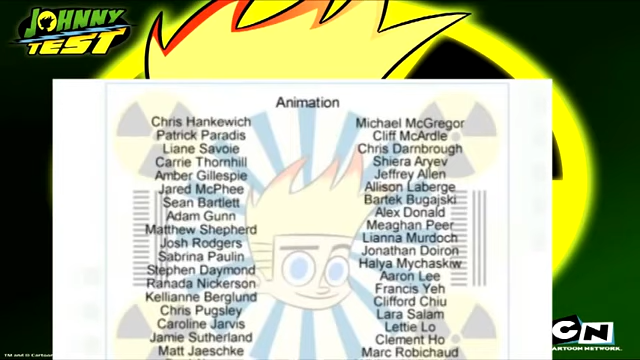 JOHNNY
TEST
Animation
Chris Hankewich
Patrick Paradis
Liane Savoie
Carrie Thornhill
Amber Gillespie
Jared McPhee
Sean Bartlett
Adam Gunn
Matthew Shepherd
Josh Rodgers
Sabrina Paulin
Stephen Daymond
Ranada Nickerson
Kellianne Berglund
Chris Pugsley
Caroline Jarvis
Jamie Sutherland
Matt Jaeschke
Michael McGregor
Cliff McArdle
Chris Darnbrough
Shiera Aryev
Jeffrey Allen
Allison Laberge
Bartek Bugajski
Alex Donald
Meaghan Peer
Lianna Murdoch
Jonathan Doiron
Halya Mychaskiw
Aaron Lee
Francis Yeh
Clifford Chiu
Lara Salam
Lettie Lo
Clement Ho
Marc Robichaud
TM and © Cartoon
CN
CARTOON NETWORK.